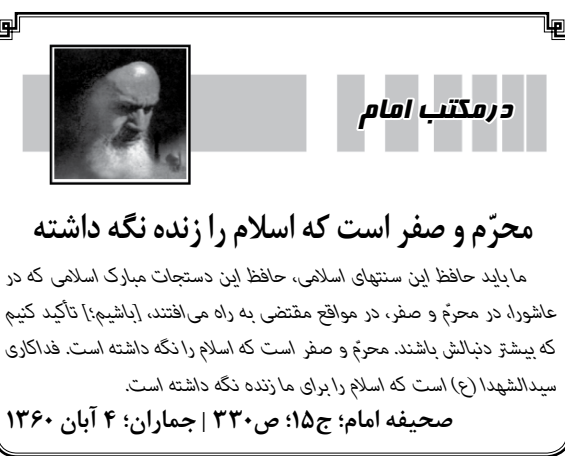 درمکتب امام
محرّم و صفر است که اسلام را زنده نگه داشته
ما باید حافظ این سنتهای اسلامی، حافظ این دستجات مبارک اسلامی که در
عاشورا، در محرّم و صفر، در مواقع مقتضی به راه می‌افتند، [باشیم؛] تأکید کنیم
که بیشتر دنبالش باشند. محرّم و صفر است که اسلام را نگه داشته است. فداکاری
سیدالشهدا (ع) است که اسلام را برای ما زنده نگه داشته است.
صحیفه امام؛ ج۱۵؛ ص۳۳۰ | جماران؛ ۴ آبان ۱۳۶۰